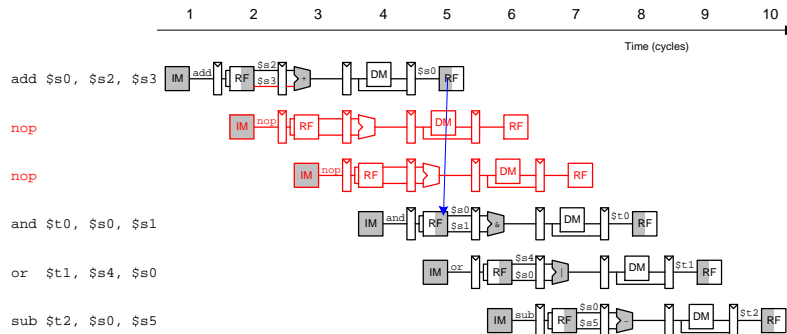 1 2 3 4 5 6 7 8 9 10
Time (cycles)
add $s0, $s2, $s3 IM add RF $s2 $s3 + DM $s0 RF
nop IM nop RF DM RF
nop IM nop RF DM RF
and $t0, $s0, $s1 IM and RF $s0 $s1 & DM $t0 RF
or $t1, $s4, $s0 IM or RF $s4 $s0 | DM $t1 RF
sub $t2, $s0, $s5 IM sub RF $s0 $s5 - DM $t2 RF